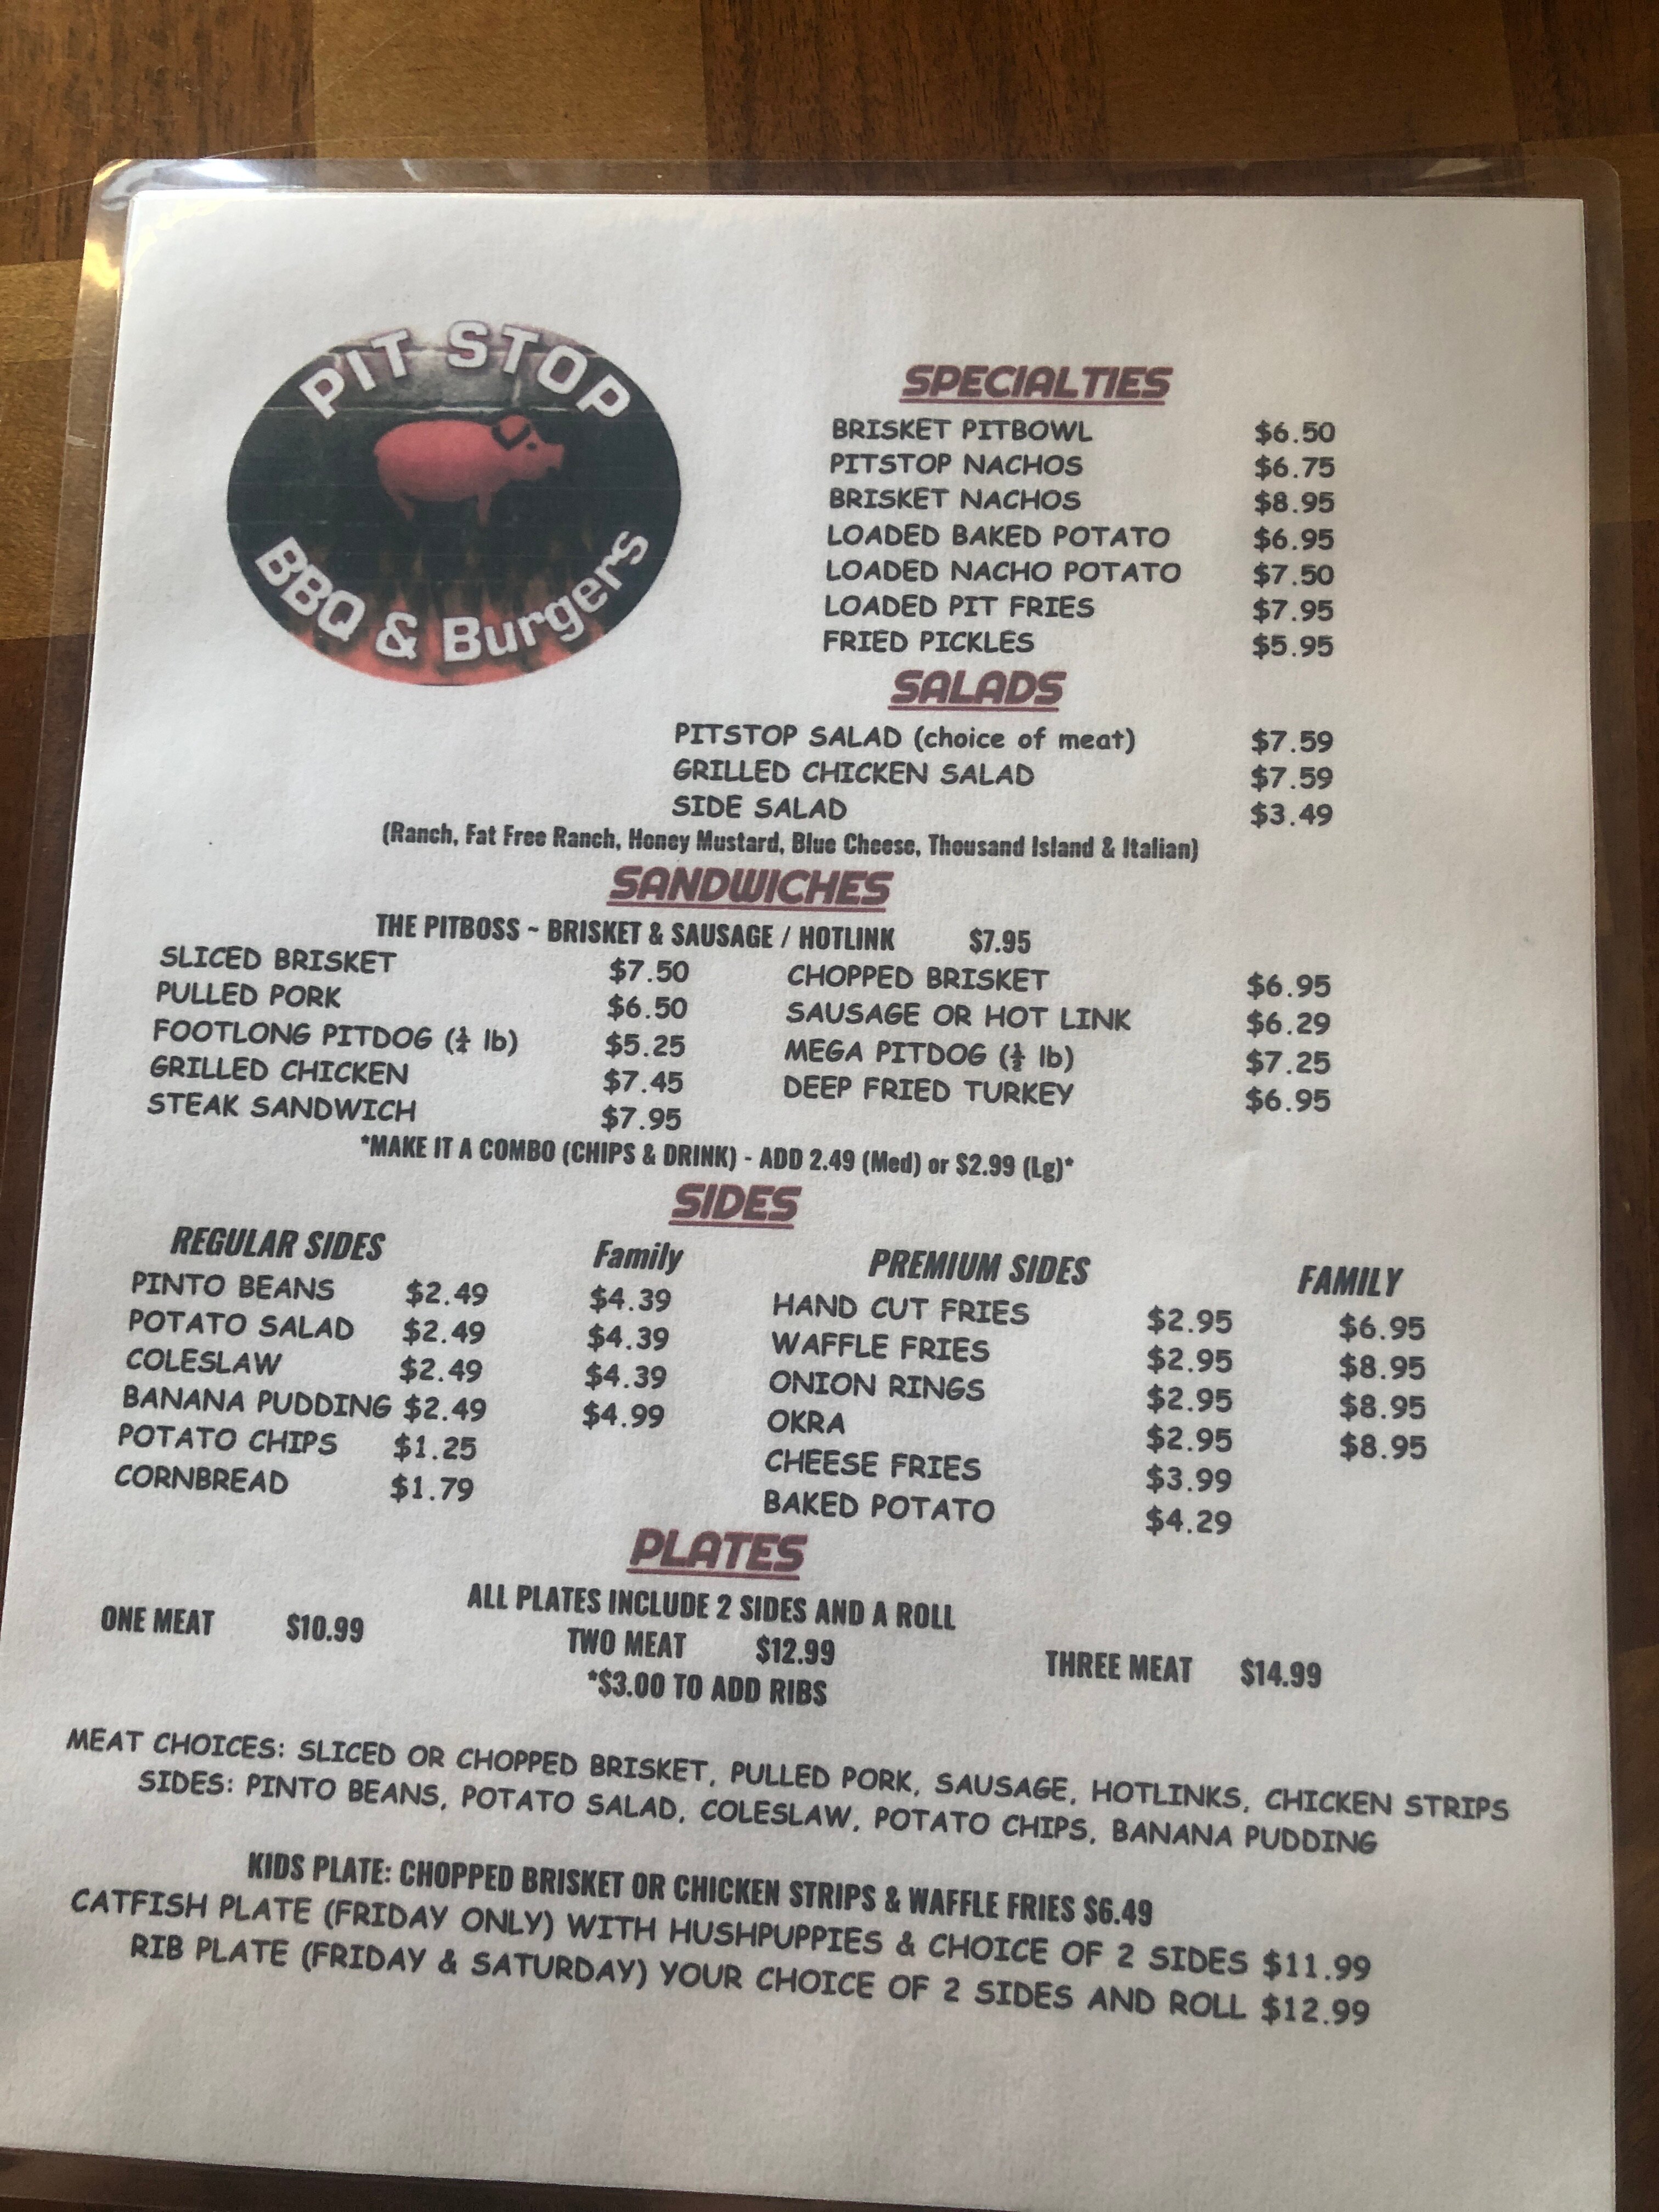 PIT STOP
BBQ & Burgers
SPECIALTIES
BRISKET PITBOWL $6.50
PITSTOP NACHOS $6.75
BRISKET NACHOS $8.95
LOADED BAKED POTATO $6.95
LOADED NACHO POTATO $7.50
LOADED PIT FRIES $7.95
FRIED PICKLES $5.95
SALADS
PITSTOP SALAD (choice of meat) $7.59
GRILLED CHICKEN SALAD $7.59
SIDE SALAD $3.49
(Ranch, Fat Free Ranch, Honey Mustard, Blue Cheese, Thousand Island & Italian)
SANDWICHES
THE PITBOSS ~ BRISKET & SAUSAGE / HOTLINK $7.95
SLICED BRISKET $7.50 CHOPPED BRISKET $6.95
PULLED PORK $6.50 SAUSAGE OR HOT LINK $6.29
FOOTLONG PITDOG (¼ lb) $5.25 MEGA PITDOG (½ lb) $7.25
GRILLED CHICKEN $7.45 DEEP FRIED TURKEY $6.95
STEAK SANDWICH $7.95
*MAKE IT A COMBO (CHIPS & DRINK) - ADD 2.49 (Med) or $2.99 (Lg)*
SIDES
REGULAR SIDES Family PREMIUM SIDES FAMILY
PINTO BEANS $2.49 $4.39 HAND CUT FRIES $2.95 $6.95
POTATO SALAD $2.49 $4.39 WAFFLE FRIES $2.95 $8.95
COLESLAW $2.49 $4.39 ONION RINGS $2.95 $8.95
BANANA PUDDING $2.49 $4.99 OKRA $2.95 $8.95
POTATO CHIPS $1.25 CHEESE FRIES $3.99
CORNBREAD $1.79 BAKED POTATO $4.29
PLATES
ALL PLATES INCLUDE 2 SIDES AND A ROLL
ONE MEAT $10.99 TWO MEAT $12.99 THREE MEAT $14.99
*$3.00 TO ADD RIBS
MEAT CHOICES: SLICED OR CHOPPED BRISKET, PULLED PORK, SAUSAGE, HOTLINKS, CHICKEN STRIPS
SIDES: PINTO BEANS, POTATO SALAD, COLESLAW, POTATO CHIPS, BANANA PUDDING
KIDS PLATE: CHOPPED BRISKET OR CHICKEN STRIPS & WAFFLE FRIES $6.49
CATFISH PLATE (FRIDAY ONLY) WITH HUSHPUPPIES & CHOICE OF 2 SIDES $11.99
RIB PLATE (FRIDAY & SATURDAY) YOUR CHOICE OF 2 SIDES AND ROLL $12.99